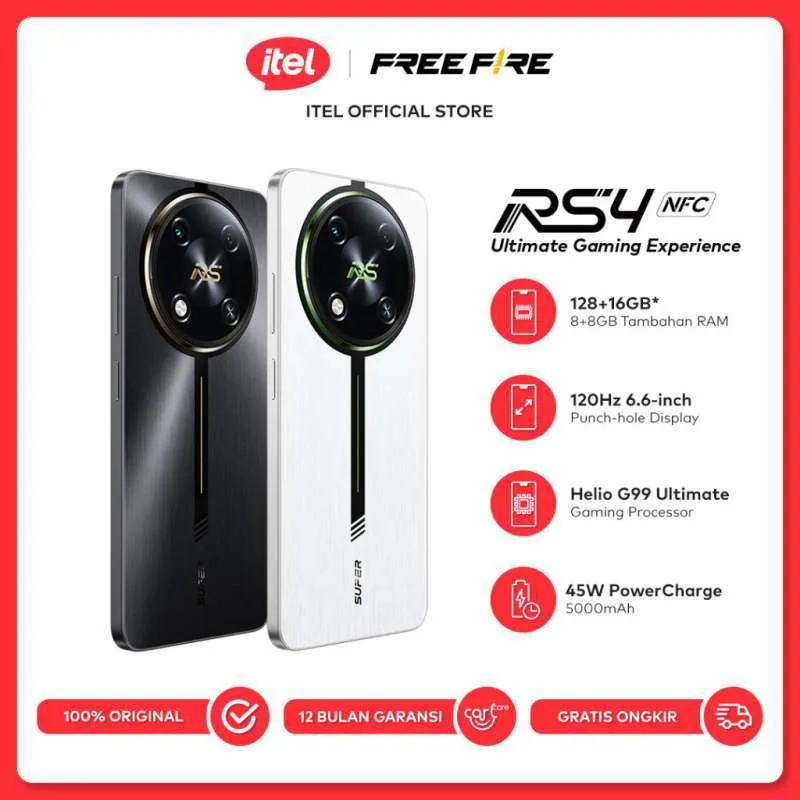 itel | FREE FIRE
ITEL OFFICIAL STORE
RS4 NFC
Ultimate Gaming Experience
128+16GB*
8+8GB Tambahan RAM
120Hz 6.6-inch
Punch-hole Display
Helio G99 Ultimate
Gaming Processor
45W PowerCharge
5000mAh
RS
RS
SUPER
SUPER
100% ORIGINAL
12 BULAN GARANSI
carlcare
GRATIS ONGKIR